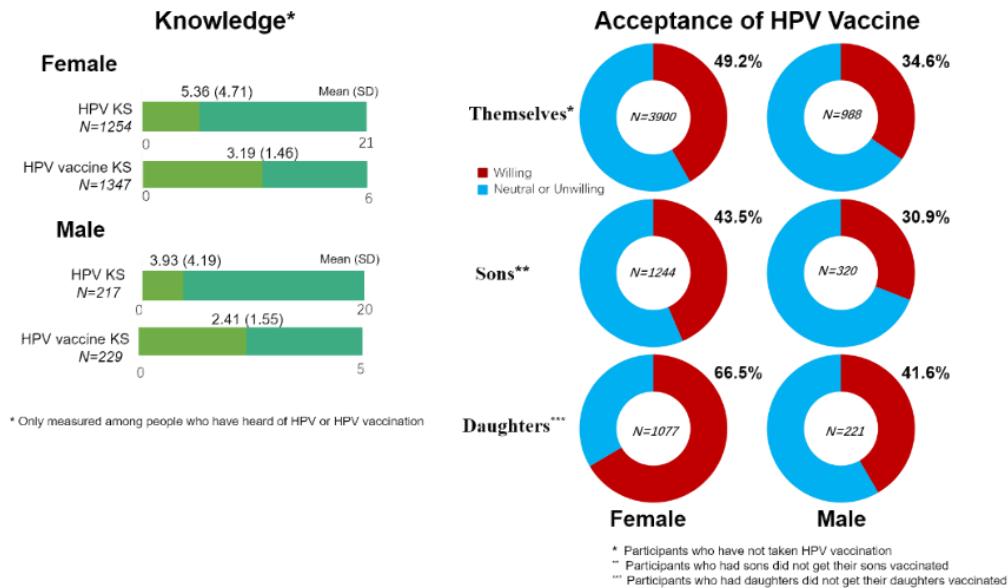 Knowledge*
Female
5.36 (4.71) Mean (SD)
HPV KS
N=1254
0 21
3.19 (1.46)
HPV vaccine KS
N=1347
0 6
Male
3.93 (4.19) Mean (SD)
HPV KS
N=217
0 20
2.41 (1.55)
HPV vaccine KS
N=229
0 5
* Only measured among people who have heard of HPV or HPV vaccination
Acceptance of HPV Vaccine
49.2% 34.6%
Themselves* N=3900 N=988
Willing
Neutral or Unwilling
43.5% 30.9%
Sons** N=1244 N=320
66.5% 41.6%
Daughters*** N=1077 N=221
Female Male
* Participants who have not taken HPV vaccination
** Participants who had sons did not get their sons vaccinated
*** Participants who had daughters did not get their daughters vaccinated